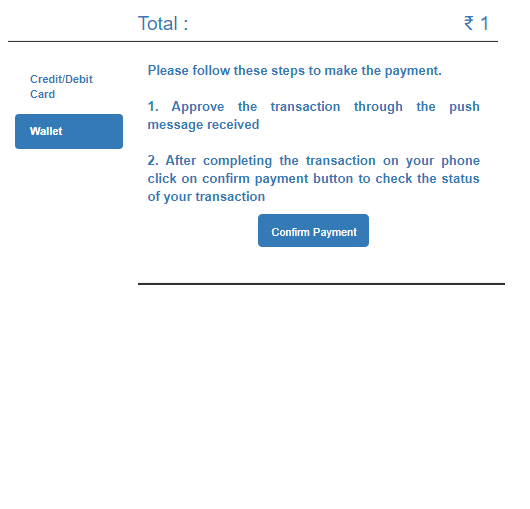 Total : ₹ 1
Credit/Debit
Card
Wallet
Please follow these steps to make the payment.
1. Approve the transaction through the push
message received
2. After completing the transaction on your phone
click on confirm payment button to check the status
of your transaction
Confirm Payment